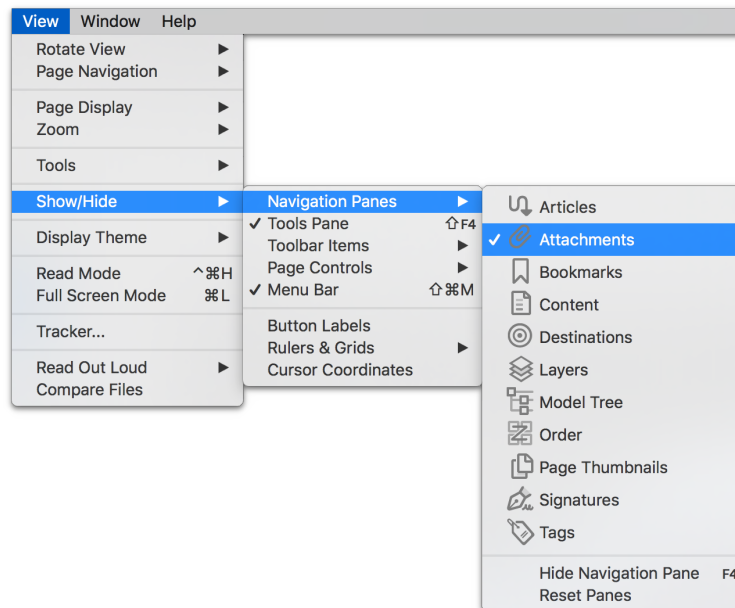 View Window Help
Rotate View
Page Navigation
Page Display
Zoom
Tools
Show/Hide
Display Theme
Read Mode ^⌘H
Full Screen Mode ⌘L
Tracker...
Read Out Loud
Compare Files
Navigation Panes
Tools Pane ⇧F4
Toolbar Items
Page Controls
Menu Bar ⇧⌘M
Button Labels
Rulers & Grids
Cursor Coordinates
Articles
Attachments
Bookmarks
Content
Destinations
Layers
Model Tree
Order
Page Thumbnails
Signatures
Tags
Hide Navigation Pane F4
Reset Panes